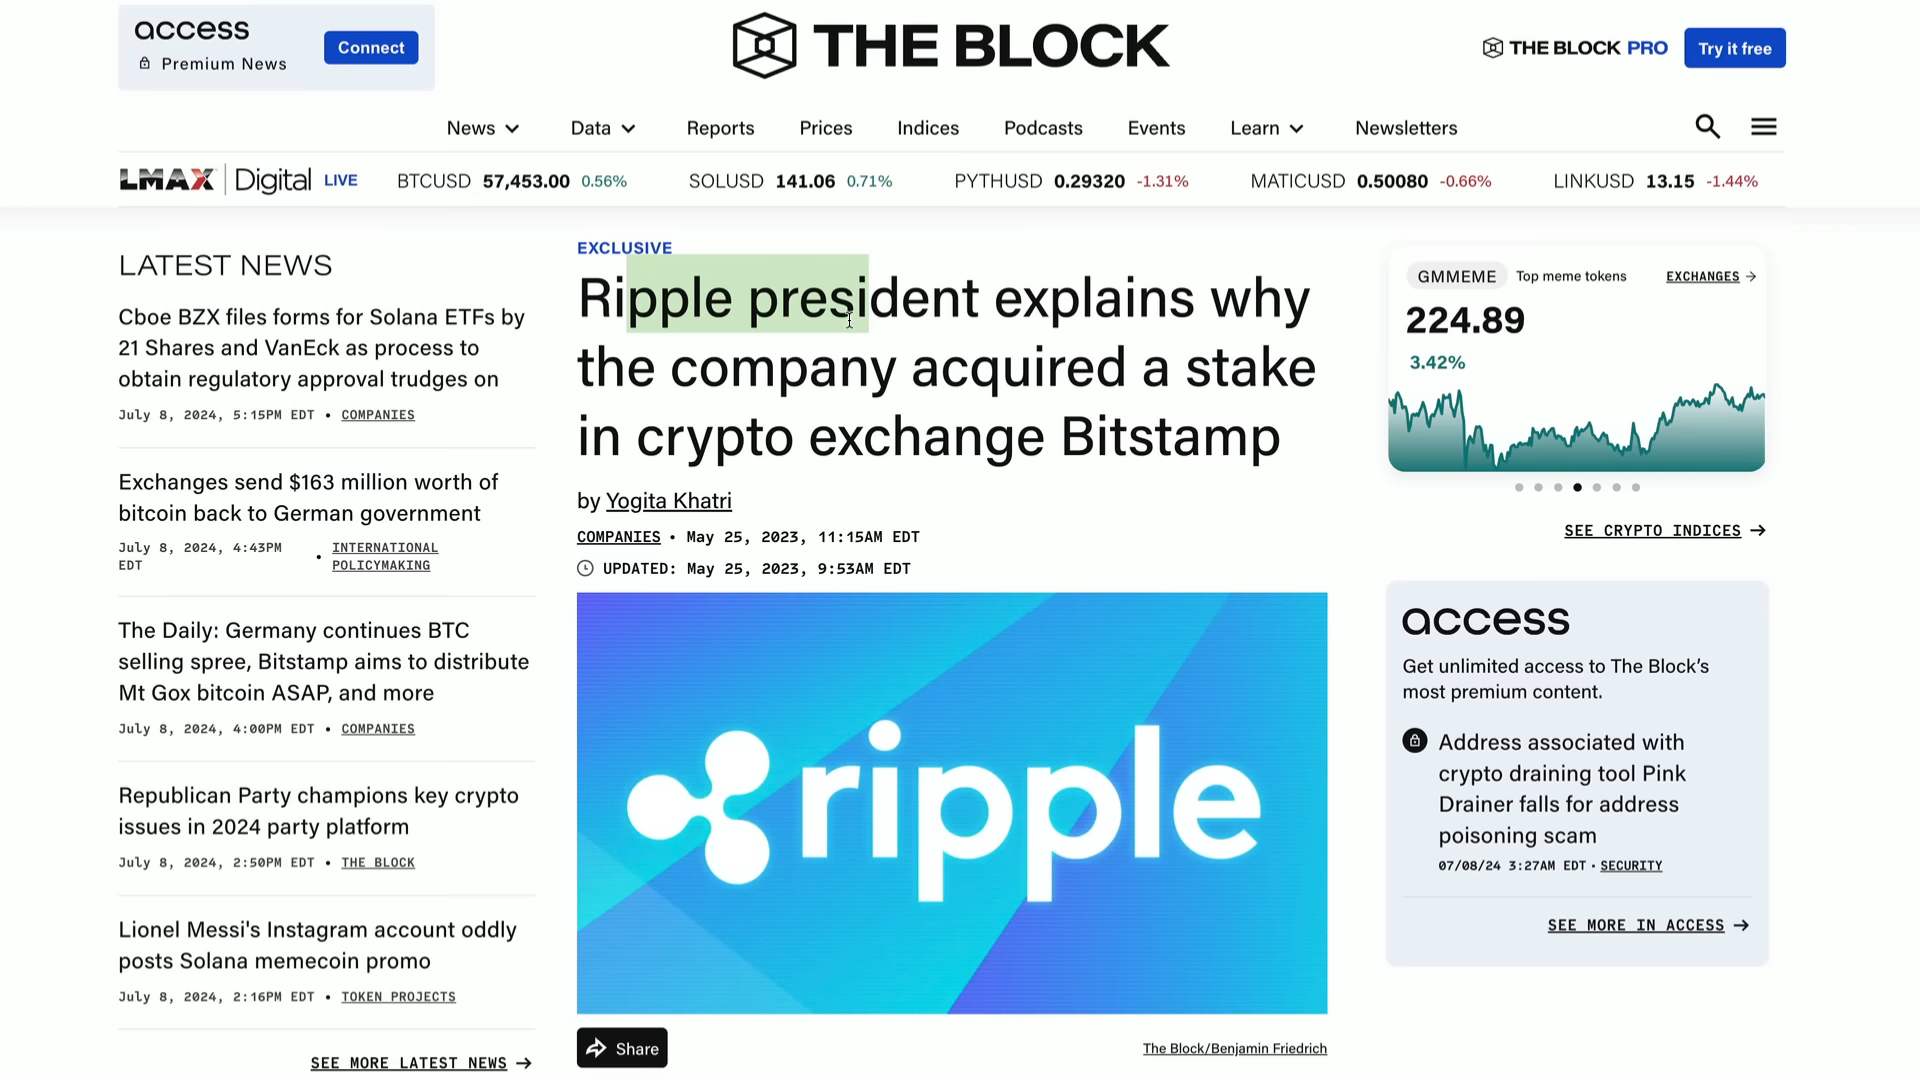 access
Premium News
Connect
THE BLOCK
THE BLOCK PRO
Try it free
News
Data
Reports
Prices
Indices
Podcasts
Events
Learn
Newsletters
LMAX Digital LIVE
BTCUSD 57,453.00 0.56%
SOLUSD 141.06 0.71%
PYTHUSD 0.29320 -1.31%
MATICUSD 0.50080 -0.66%
LINKUSD 13.15 -1.44%
LATEST NEWS
Cboe BZX files forms for Solana ETFs by
21 Shares and VanEck as process to
obtain regulatory approval trudges on
July 8, 2024, 5:15PM EDT • COMPANIES
Exchanges send $163 million worth of
bitcoin back to German government
July 8, 2024, 4:43PM
EDT
• INTERNATIONAL
POLICYMAKING
The Daily: Germany continues BTC
selling spree, Bitstamp aims to distribute
Mt Gox bitcoin ASAP, and more
July 8, 2024, 4:00PM EDT • COMPANIES
Republican Party champions key crypto
issues in 2024 party platform
July 8, 2024, 2:50PM EDT • THE BLOCK
Lionel Messi's Instagram account oddly
posts Solana memecoin promo
July 8, 2024, 2:16PM EDT • TOKEN PROJECTS
SEE MORE LATEST NEWS →
EXCLUSIVE
Ripple president explains why
the company acquired a stake
in crypto exchange Bitstamp
by Yogita Khatri
COMPANIES • May 25, 2023, 11:15AM EDT
UPDATED: May 25, 2023, 9:53AM EDT
ripple
Share
The Block/Benjamin Friedrich
GMMEME Top meme tokens EXCHANGES →
224.89
3.42%
SEE CRYPTO INDICES →
access
Get unlimited access to The Block’s
most premium content.
Address associated with
crypto draining tool Pink
Drainer falls for address
poisoning scam
07/08/24 3:27AM EDT • SECURITY
SEE MORE IN ACCESS →